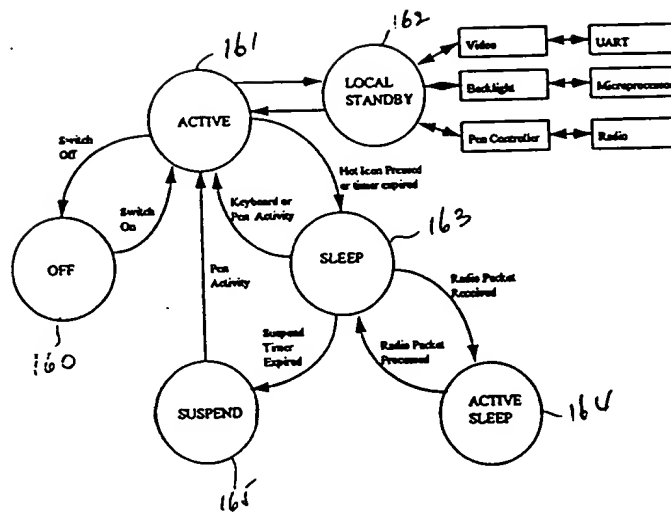 161
162
ACTIVE
LOCAL
STANDBY
Video
UART
Backlight
Microprocessor
Pen Controller
Radio
Switch
Off
Switch
On
Keyboard or
Pen Activity
Hot Icon Pressed
or timer expired
163
OFF
160
Pen
Activity
SLEEP
Radio Packet
Received
Suspend
Timer
Expired
Radio Packet
Processed
SUSPEND
165
ACTIVE
SLEEP
164